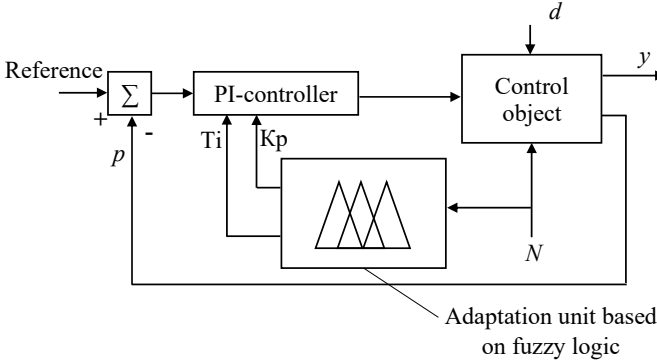 d
y
Reference
∑
PI-controller
Control
object
+
-
p
Ti
Kp
N
Adaptation unit based
on fuzzy logic